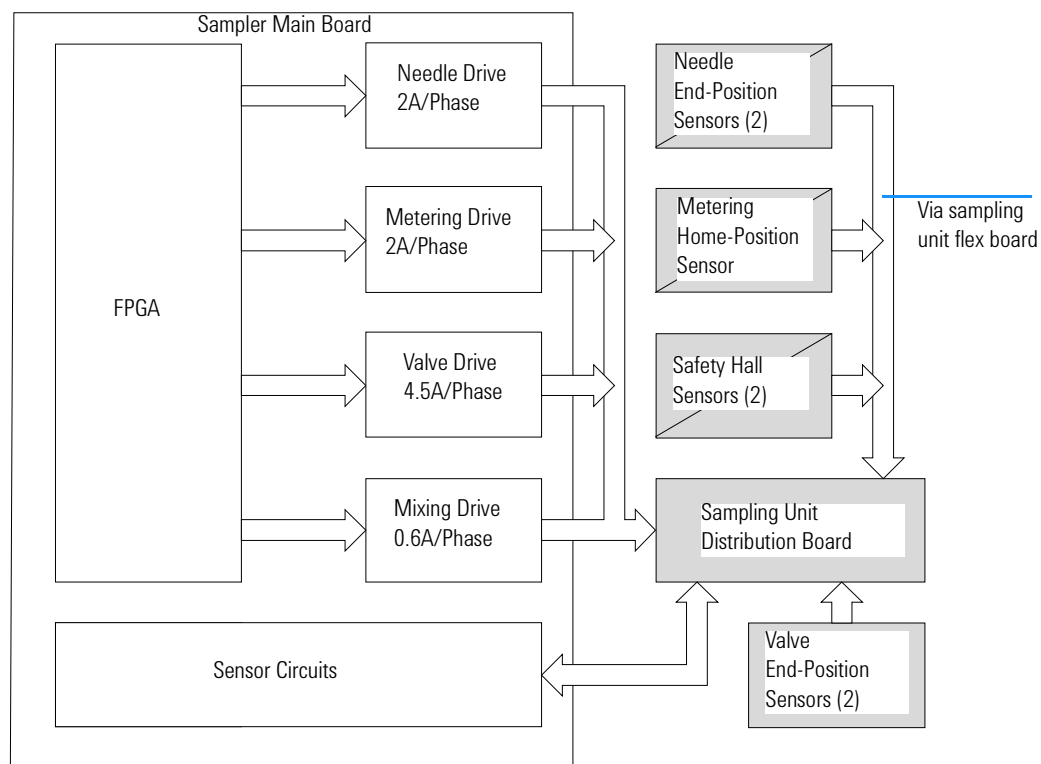 Sampler Main Board
FPGA
Needle Drive
2A/Phase
Metering Drive
2A/Phase
Valve Drive
4.5A/Phase
Mixing Drive
0.6A/Phase
Sensor Circuits
Needle
End-Position
Sensors (2)
Metering
Home-Position
Sensor
Safety Hall
Sensors (2)
Via sampling
unit flex board
Sampling Unit
Distribution Board
Valve
End-Position
Sensors (2)